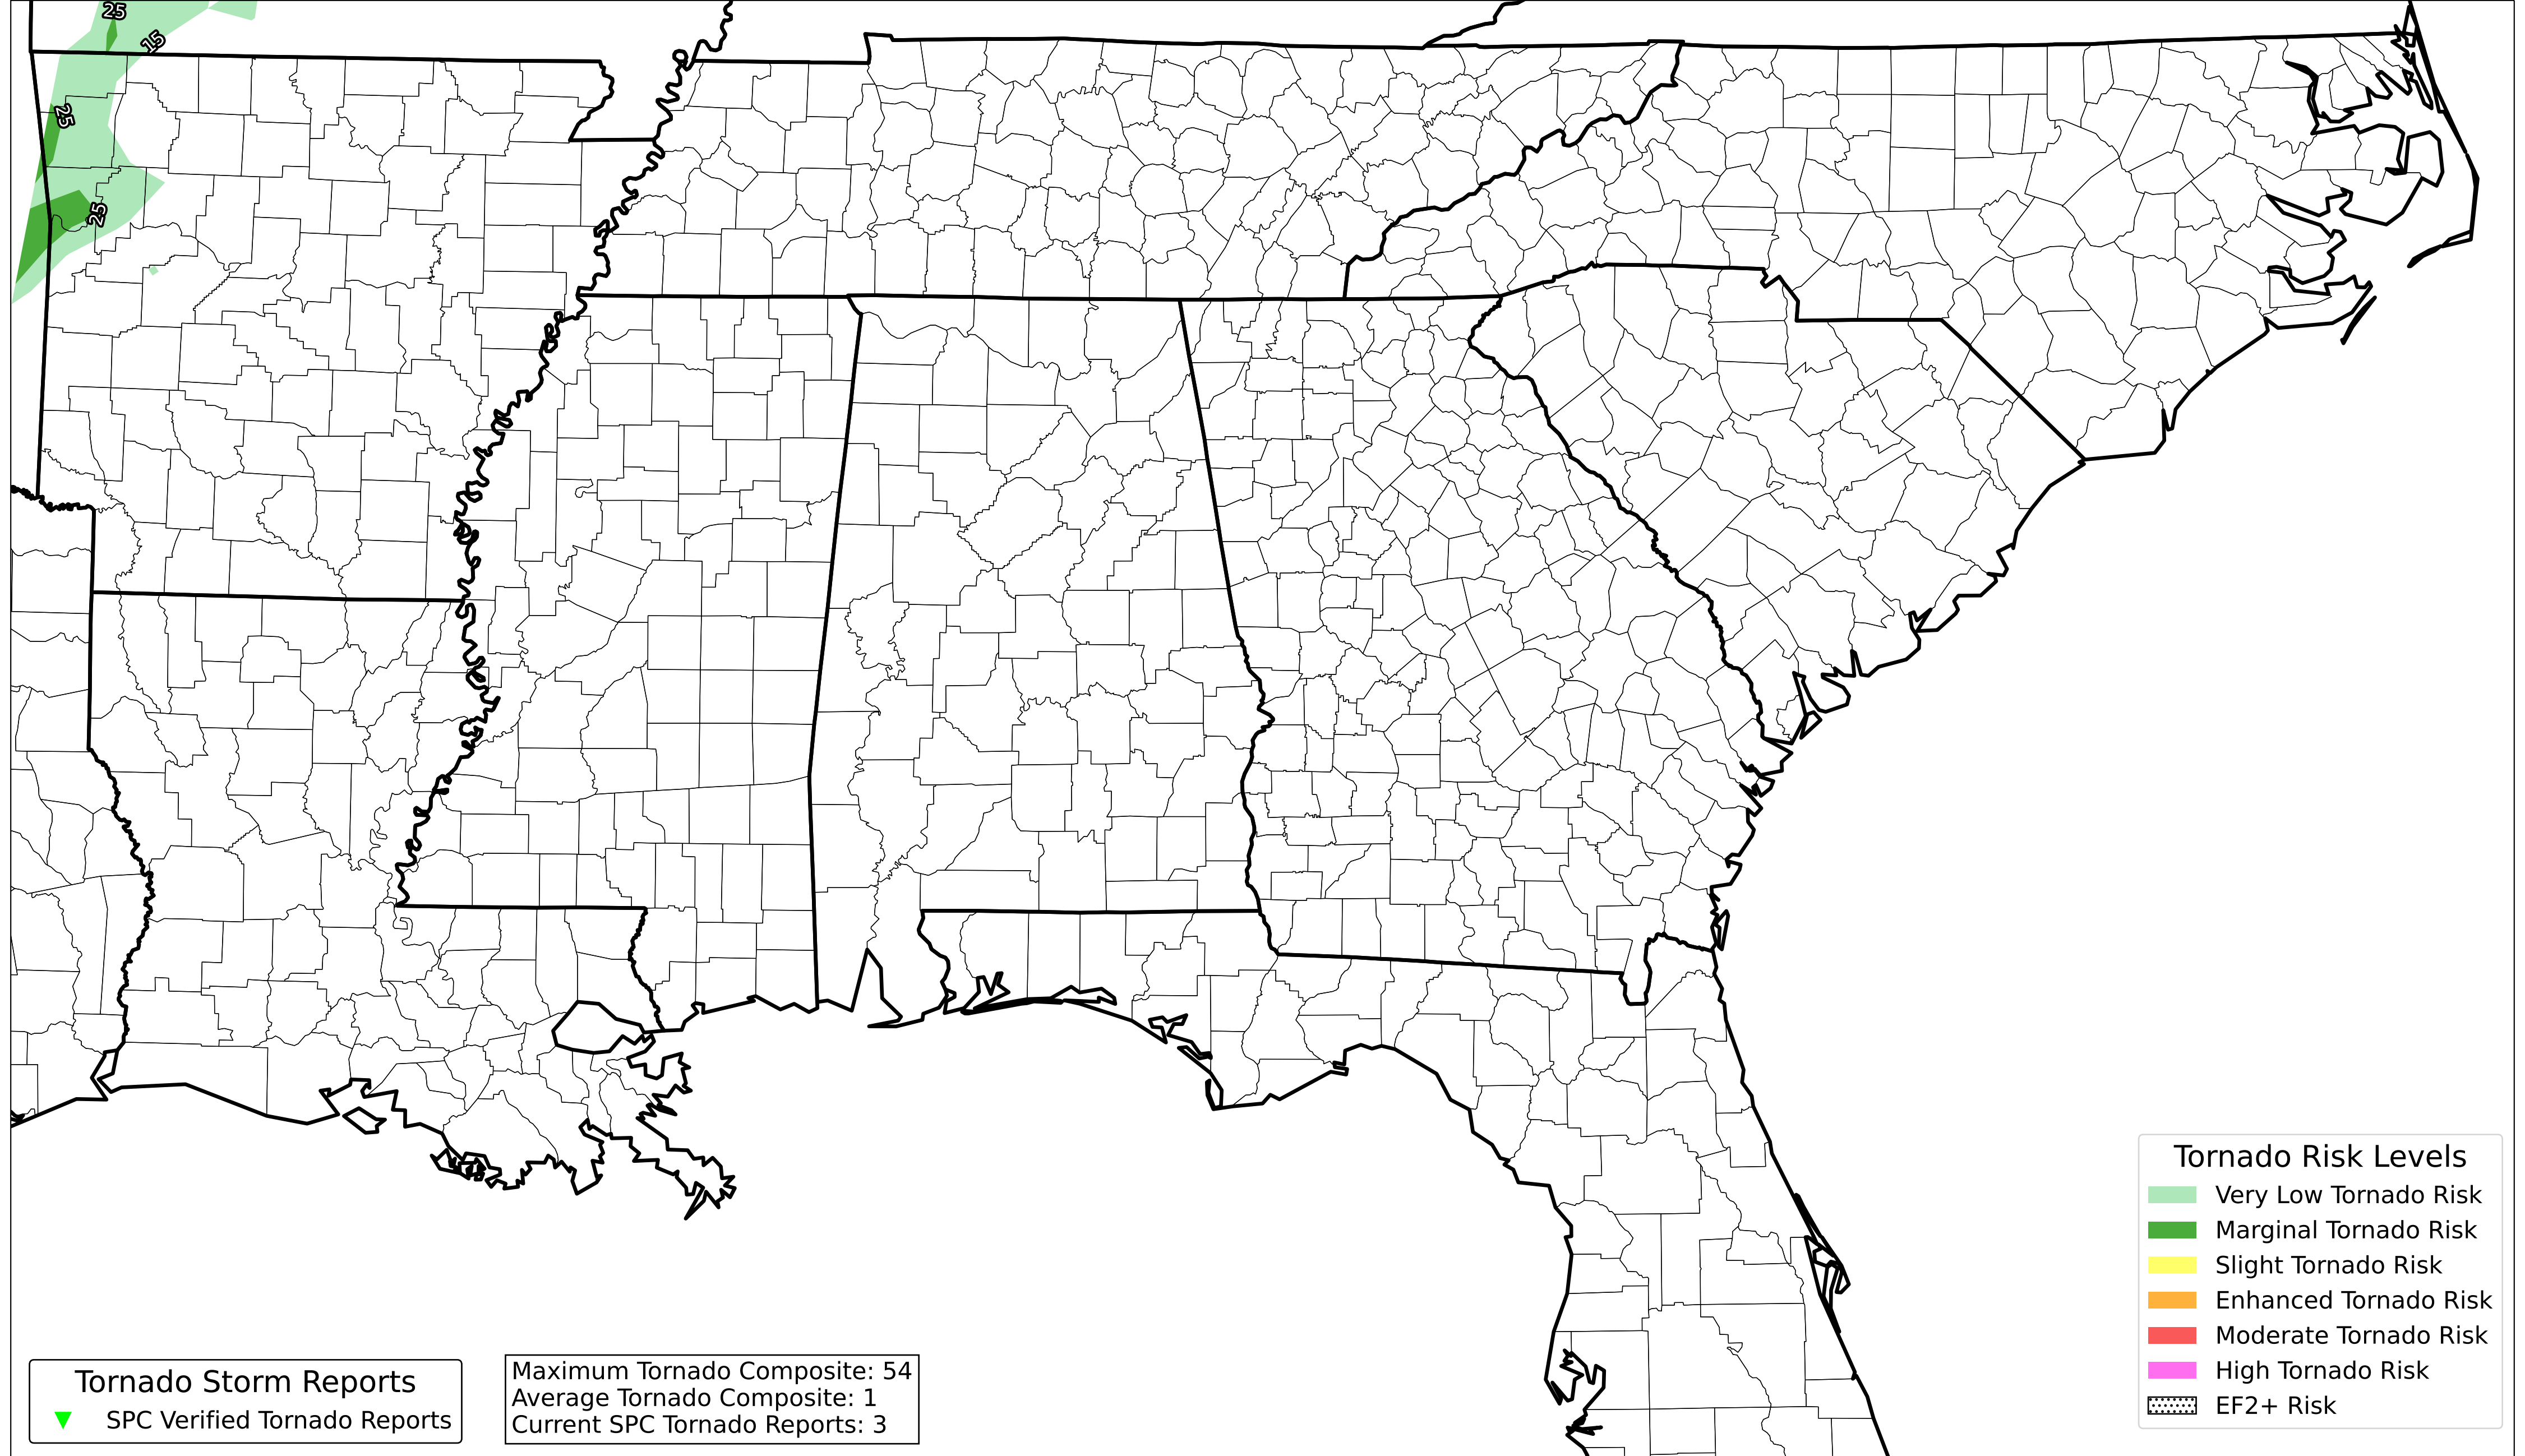 25
15
25
25
Tornado Storm Reports
SPC Verified Tornado Reports
Maximum Tornado Composite: 54
Average Tornado Composite: 1
Current SPC Tornado Reports: 3
Tornado Risk Levels
Very Low Tornado Risk
Marginal Tornado Risk
Slight Tornado Risk
Enhanced Tornado Risk
Moderate Tornado Risk
High Tornado Risk
EF2+ Risk